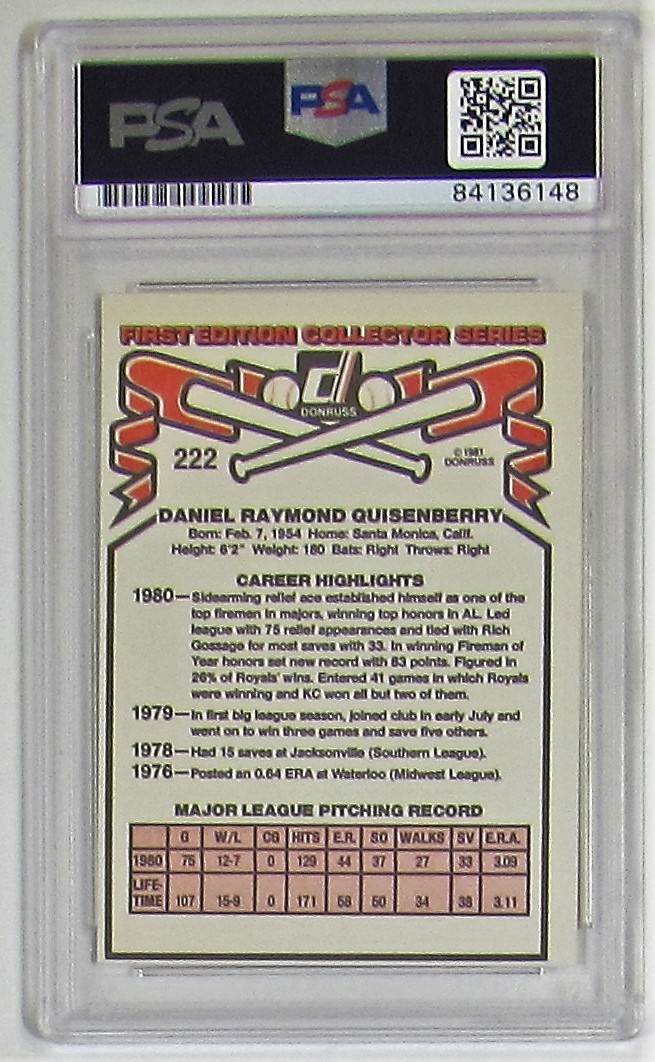 PSA
PSA
84136148
FIRST EDITION COLLECTOR SERIES
d
DONRUSS
222
© 1981
DONRUSS
DANIEL RAYMOND QUISENBERRY
Born: Feb. 7, 1954 Home: Santa Monica, Calif.
Height: 6'2" Weight: 180 Bats: Right Throws: Right
CAREER HIGHLIGHTS
1980—Sidearming relief ace established himself as one of the
top firemen in majors, winning top honors in AL. Led
league with 75 relief appearances and tied with Rich
Gossage for most saves with 33. In winning Fireman of
Year honors set new record with 83 points. Figured in
26% of Royals' wins. Entered 41 games in which Royals
were winning and KC won all but two of them.
1979—In first big league season, joined club in early July and
went on to win three games and save five others.
1978—Had 15 saves at Jacksonville (Southern League).
1976—Posted an 0.64 ERA at Waterloo (Midwest League).
MAJOR LEAGUE PITCHING RECORD
G W/L CG HITS E.R. SO WALKS SV E.R.A.
1980 75 12-7 0 129 44 37 27 33 3.09
LIFE-
TIME 107 15-9 0 171 58 50 34 38 3.11